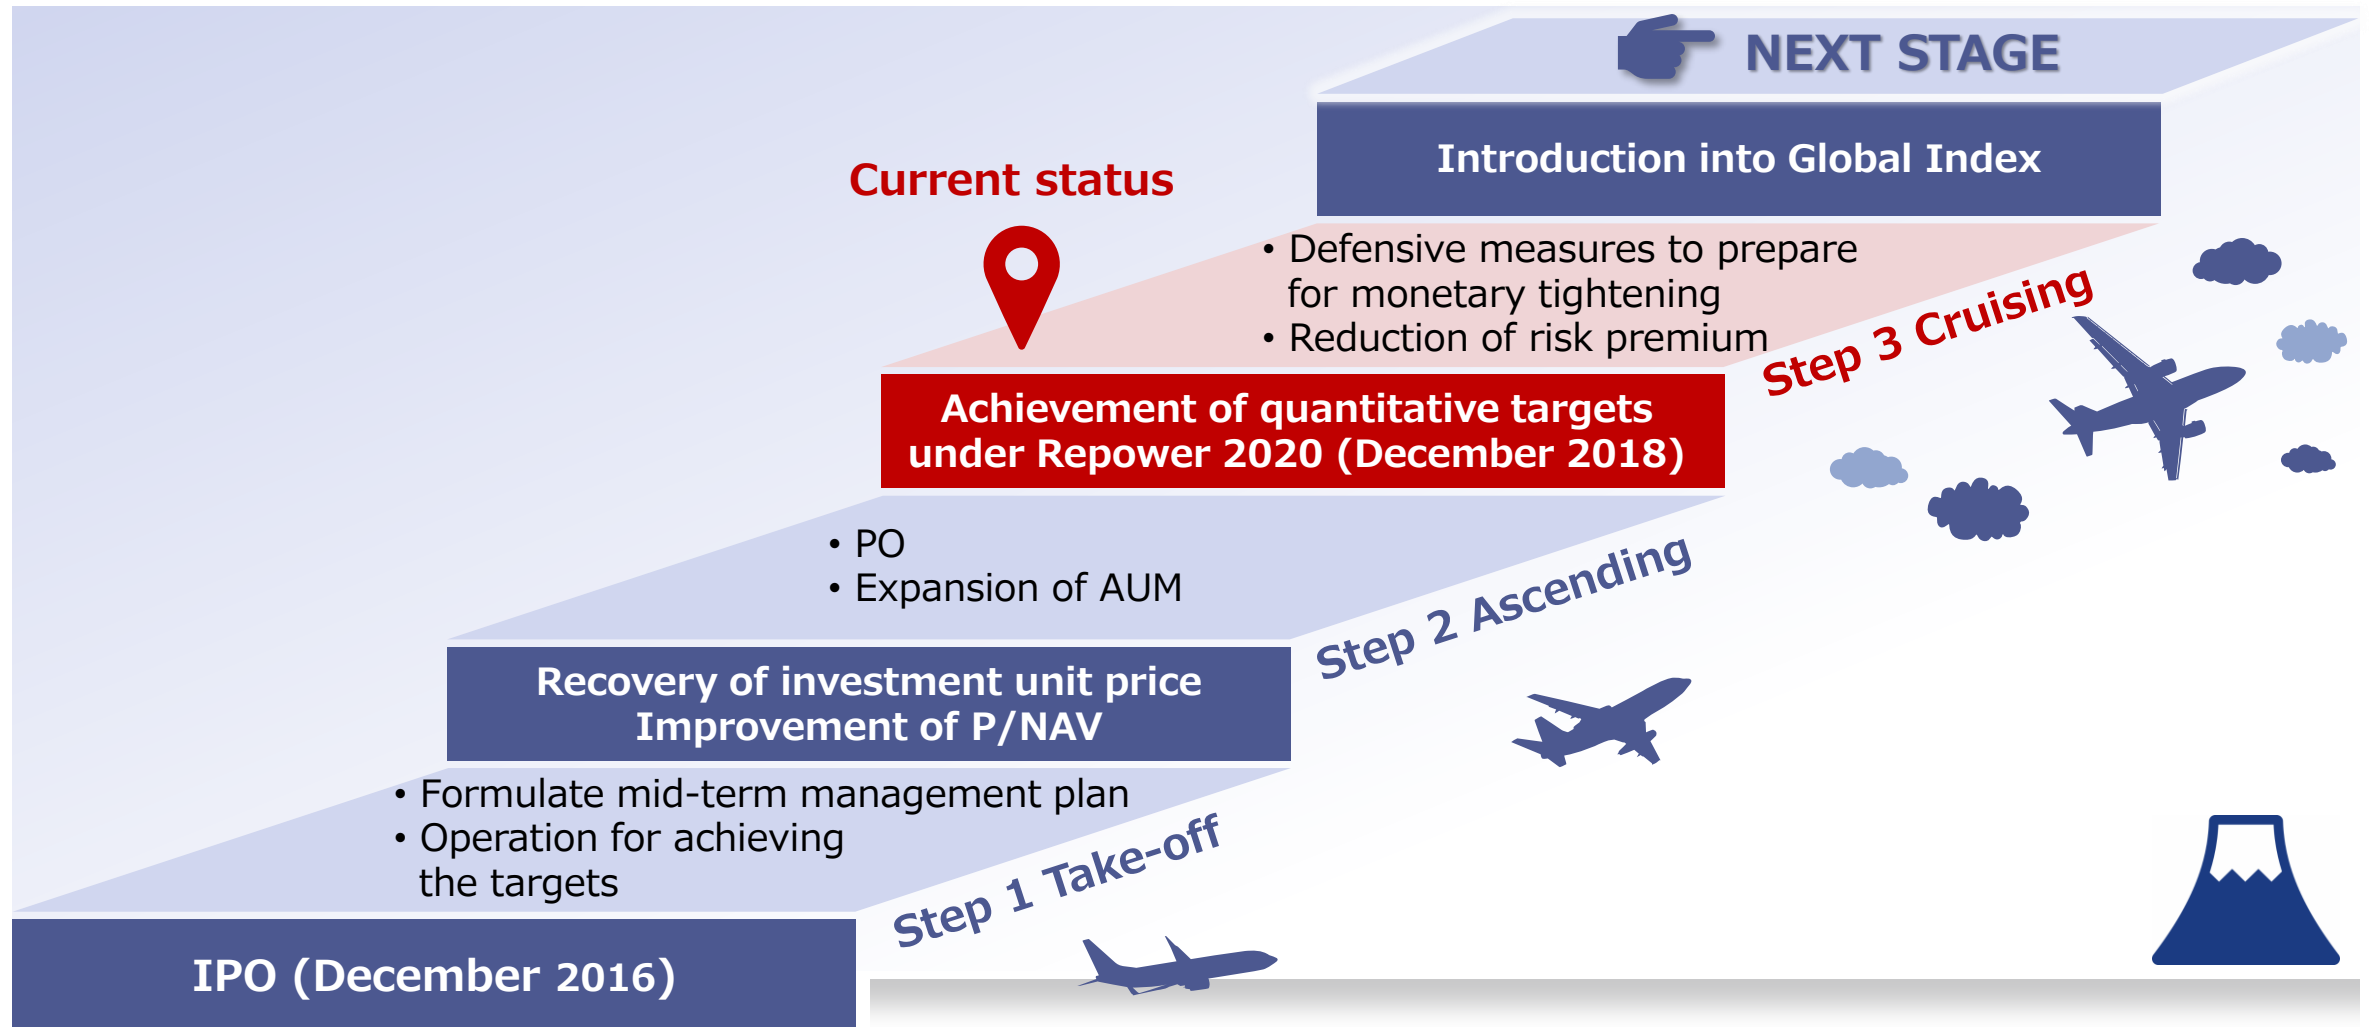 NEXT STAGE
Introduction into Global Index
Current status
• Defensive measures to prepare
for monetary tightening
• Reduction of risk premium
Step 3 Cruising
Achievement of quantitative targets
under Repower 2020 (December 2018)
• PO
• Expansion of AUM
Step 2 Ascending
Recovery of investment unit price
Improvement of P/NAV
• Formulate mid-term management plan
• Operation for achieving
the targets
Step 1 Take-off
IPO (December 2016)